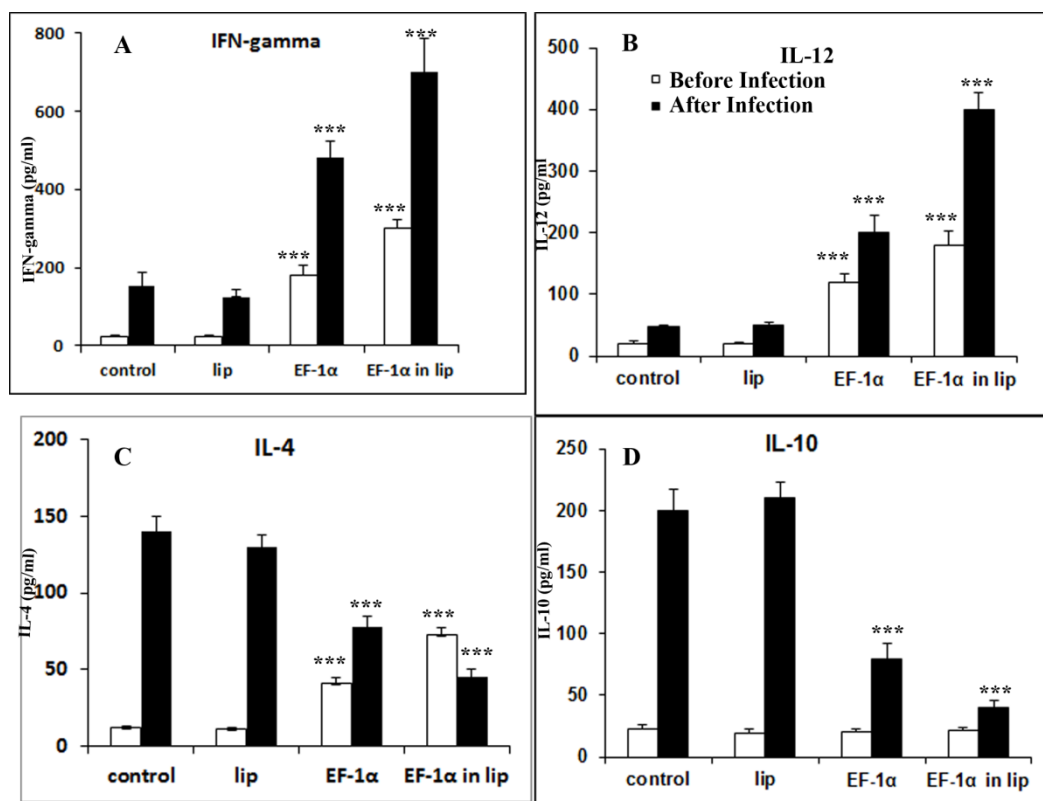 A
IFN-gamma
IFN-gamma (pg/ml)
800
600
400
200
0
***
***
***
***
control
lip
EF-1α
EF-1α in lip
B
IL-12
Before Infection
After Infection
IL-12 (pg/ml)
500
400
300
200
100
0
***
***
***
***
control
lip
EF-1α
EF-1α in lip
C
IL-4
IL-4 (pg/ml)
200
150
100
50
0
***
***
***
***
control
lip
EF-1α
EF-1α in lip
D
IL-10
IL-10 (pg/ml)
250
200
150
100
50
0
***
***
control
lip
EF-1α
EF-1α in lip